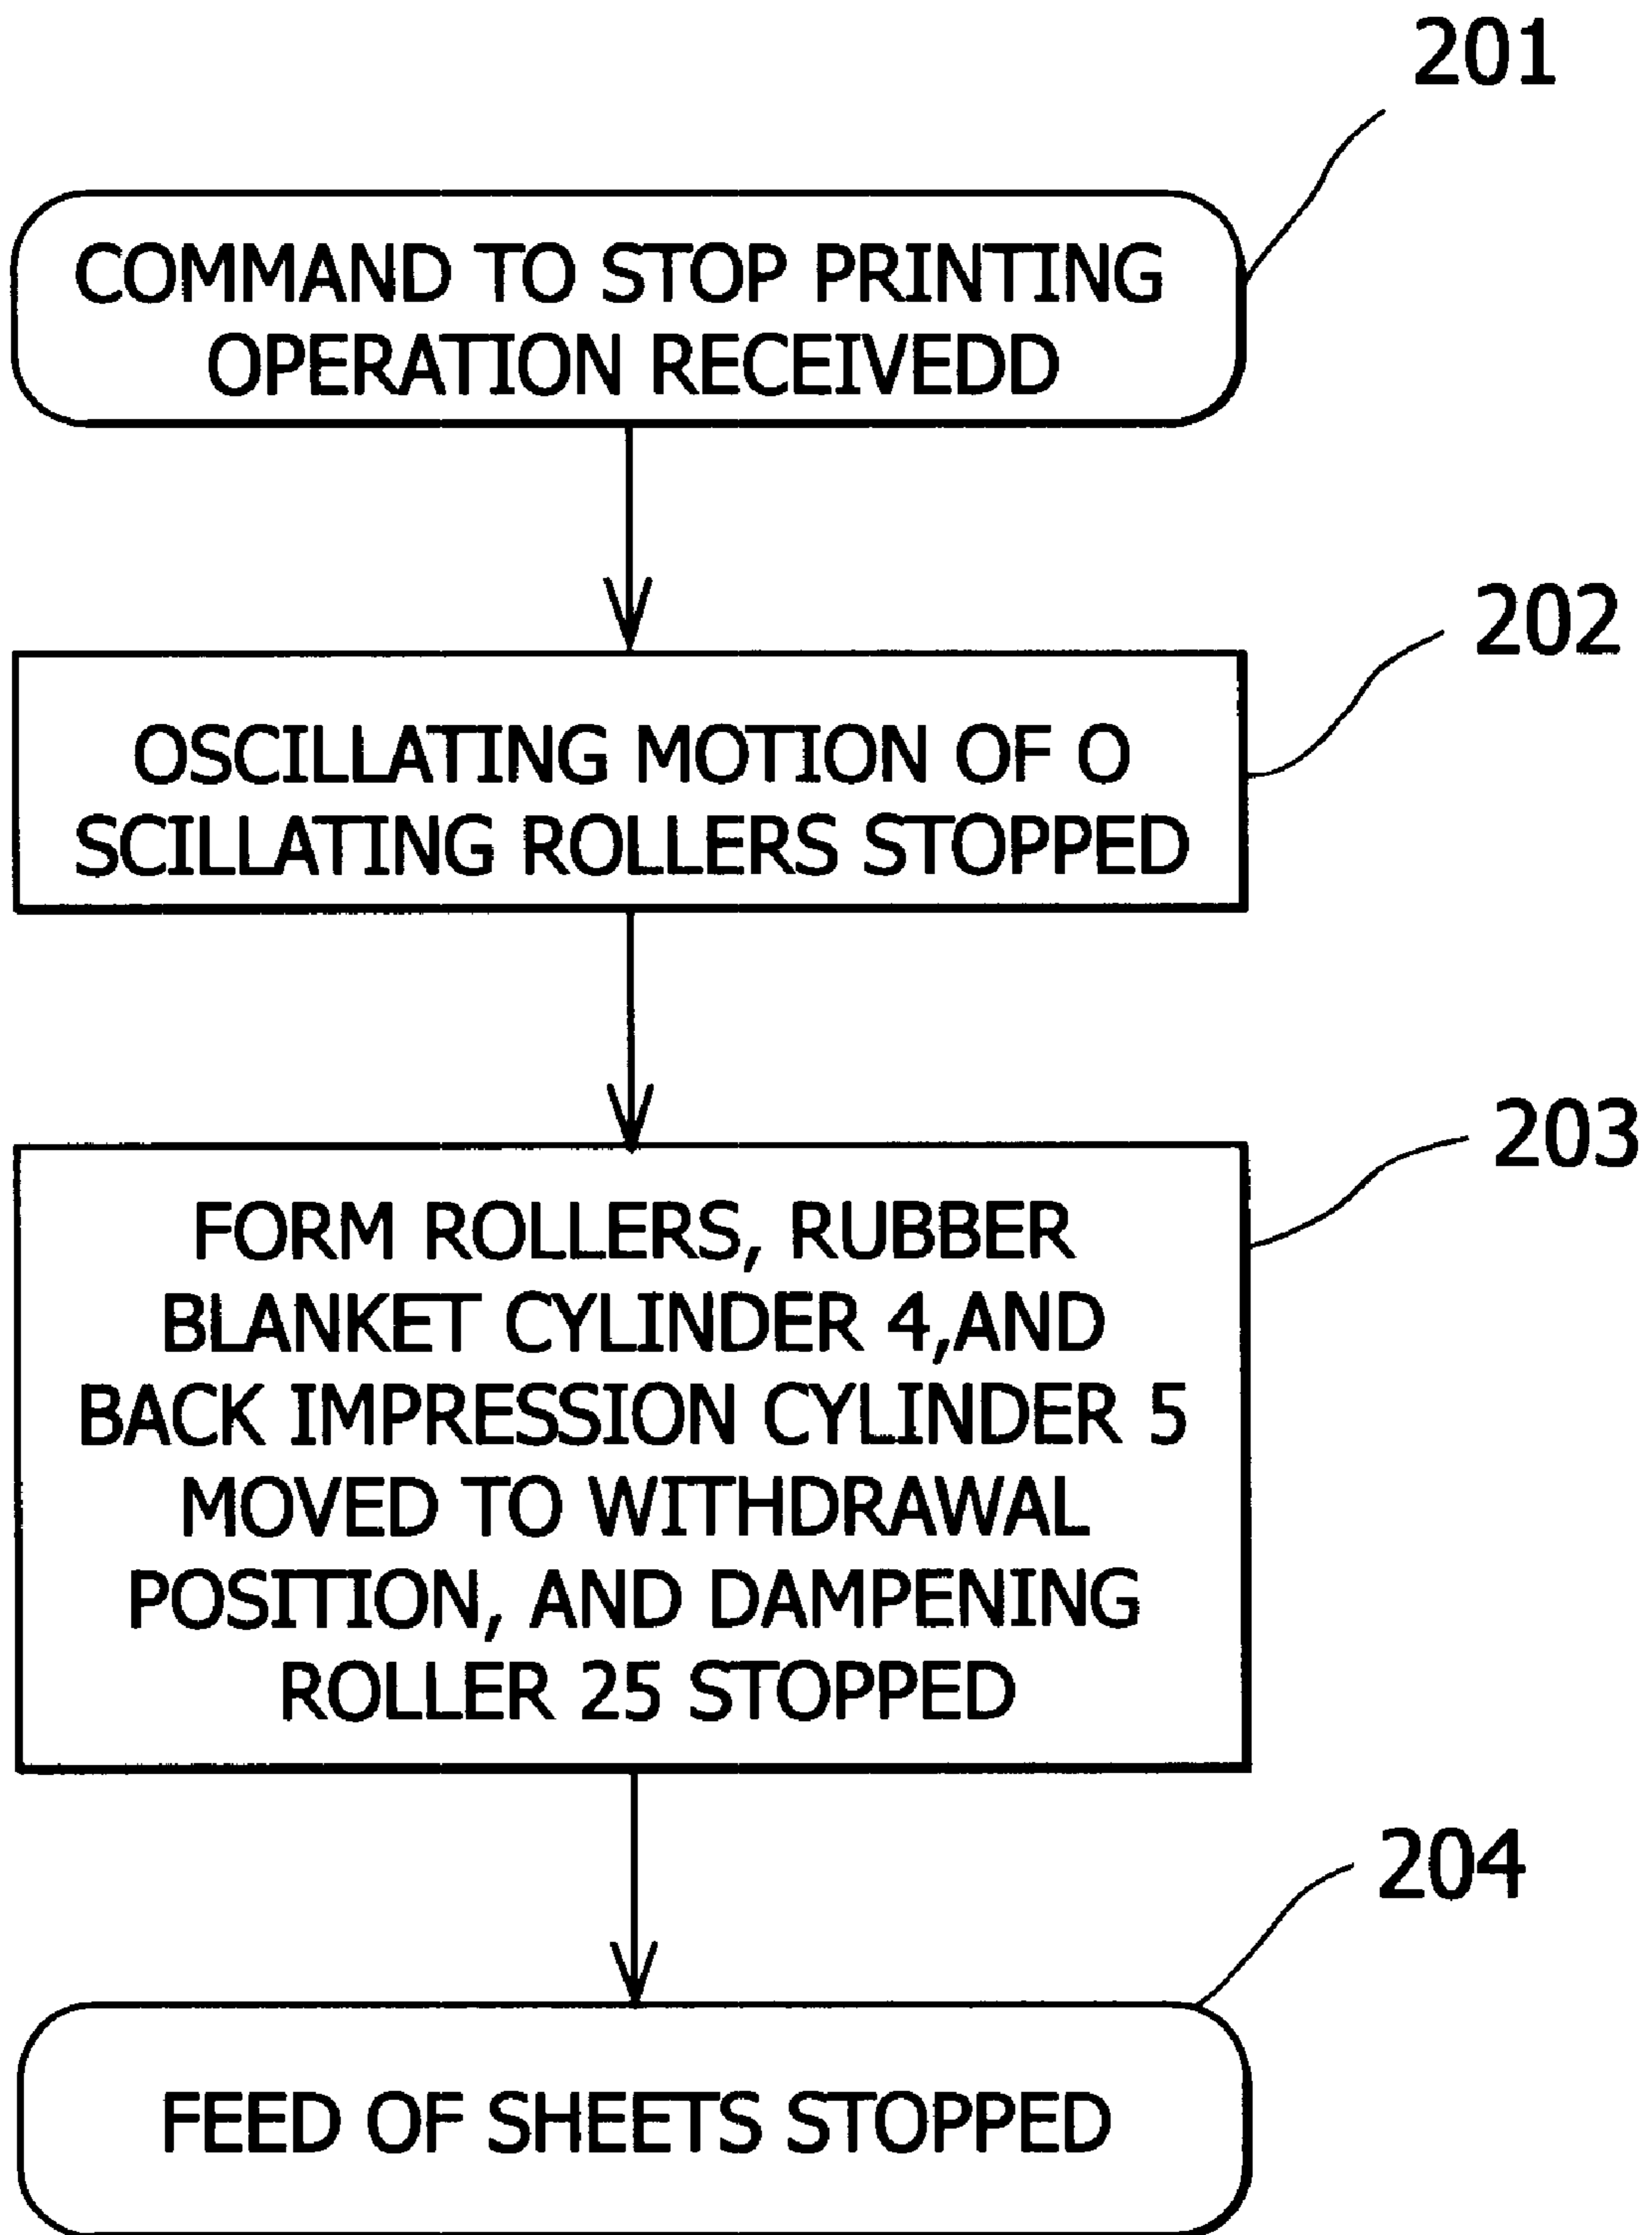 201
COMMAND TO STOP PRINTING
OPERATION RECEIVEDD
202
OSCILLATING MOTION OF O
SCILLATING ROLLERS STOPPED
203
FORM ROLLERS, RUBBER
BLANKET CYLINDER 4,AND
BACK IMPRESSION CYLINDER 5
MOVED TO WITHDRAWAL
POSITION, AND DAMPENING
ROLLER 25 STOPPED
204
FEED OF SHEETS STOPPED